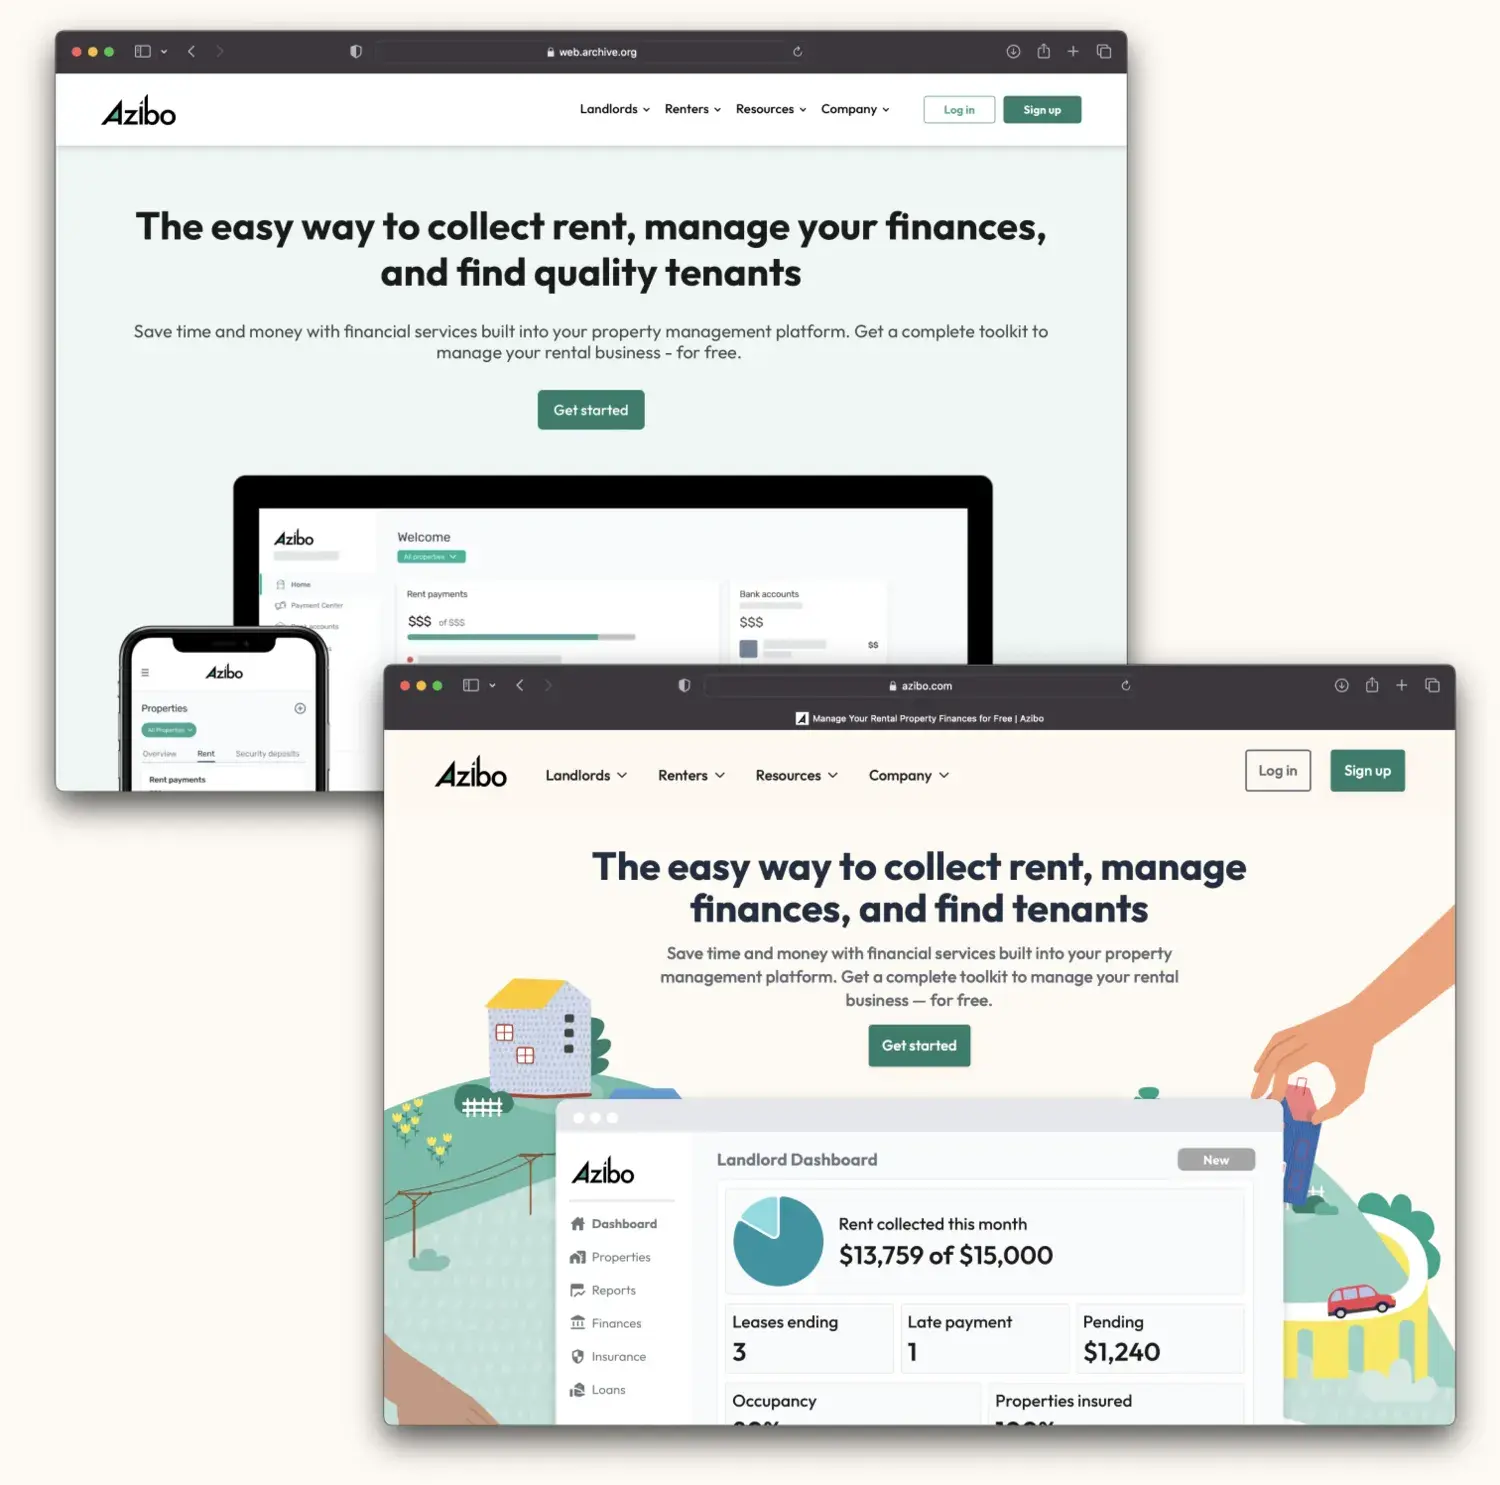 web.archive.org
Azibo
Landlords
Renters
Resources
Company
Log in
Sign up
The easy way to collect rent, manage your finances,
and find quality tenants
Save time and money with financial services built into your property management platform. Get a complete toolkit to
manage your rental business - for free.
Get started
Azibo
Home
Payment Center
accounts
Welcome
All properties
Rent payments
$$$ of $$$
Bank accounts
$$$
$$
Azibo
Properties
All Properties
Overview
Rent
Security deposits
Rent payments
azibo.com
Manage Your Rental Property Finances for Free | Azibo
Azibo
Landlords
Renters
Resources
Company
Log in
Sign up
The easy way to collect rent, manage
finances, and find tenants
Save time and money with financial services built into your property
management platform. Get a complete toolkit to manage your rental
business — for free.
Get started
Azibo
Dashboard
Properties
Reports
Finances
Insurance
Loans
Landlord Dashboard
New
Rent collected this month
$13,759 of $15,000
Leases ending
3
Late payment
1
Pending
$1,240
Occupancy
Properties insured